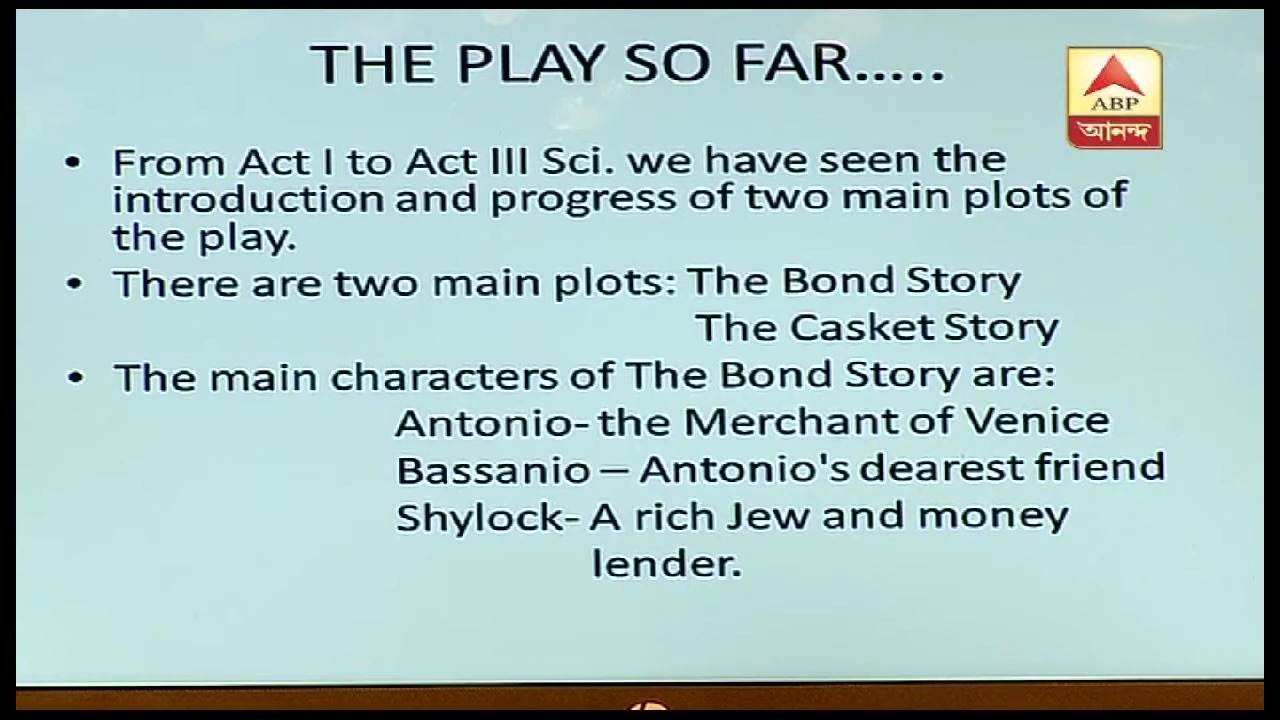 THE PLAY SO FAR.....
ABP
আনন্দ
• From Act I to Act III Sci. we have seen the
introduction and progress of two main plots of
the play.
• There are two main plots: The Bond Story
The Casket Story
• The main characters of The Bond Story are:
Antonio- the Merchant of Venice
Bassanio – Antonio's dearest friend
Shylock- A rich Jew and money
lender.